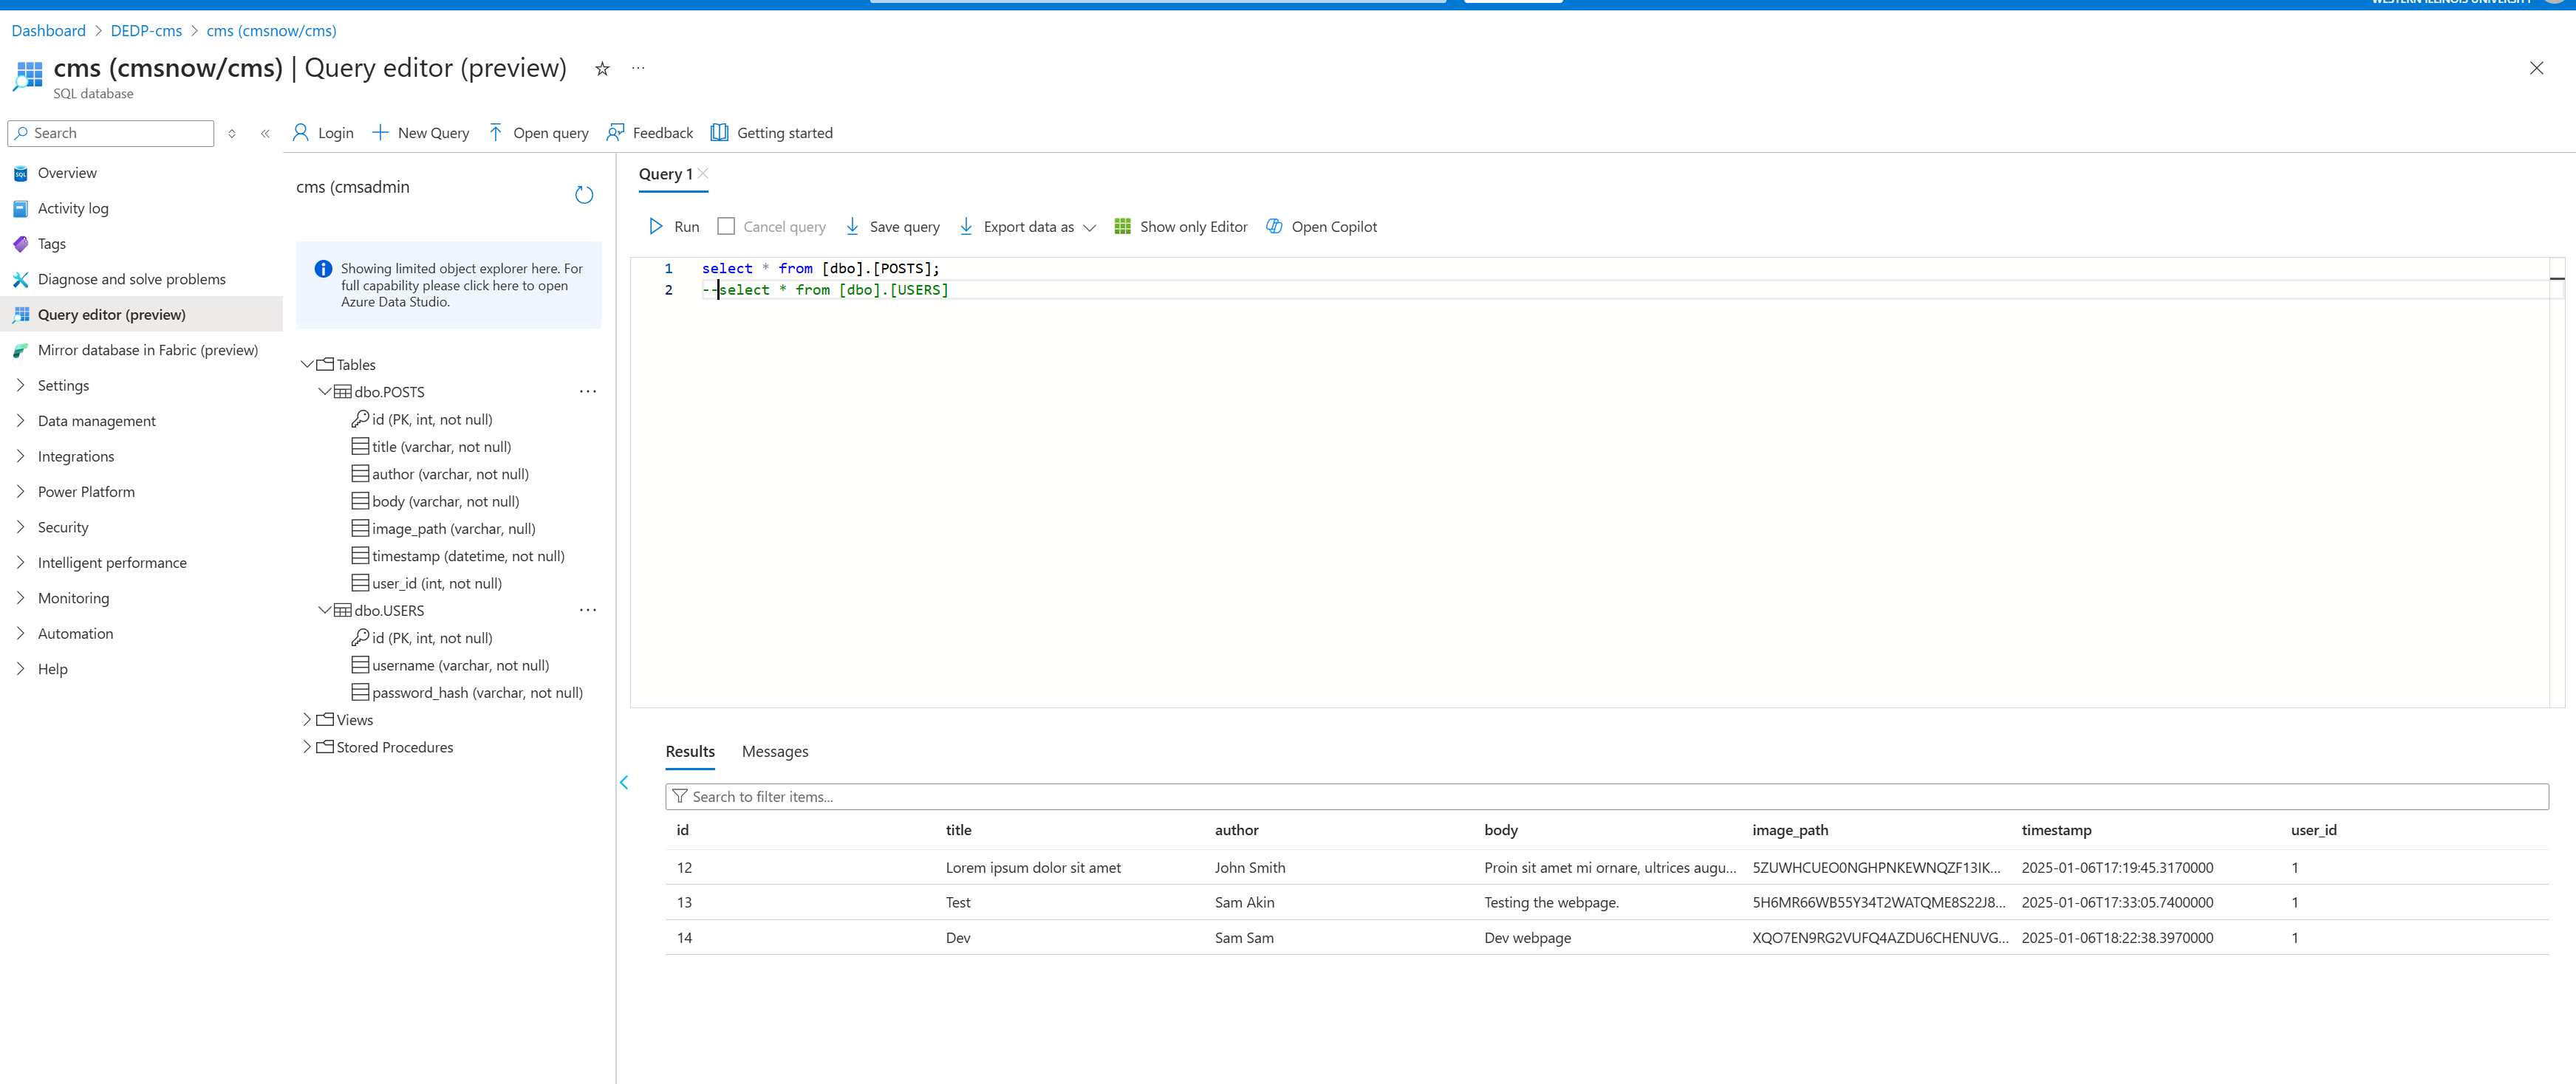 WESTERN ILLINOIS UNIVERSITY
Dashboard > DEDP-cms > cms (cmsnow/cms)
cms (cmsnow/cms) | Query editor (preview)
SQL database
Search
Login
New Query
Open query
Feedback
Getting started
Overview
Activity log
Tags
Diagnose and solve problems
Query editor (preview)
Mirror database in Fabric (preview)
Settings
Data management
Integrations
Power Platform
Security
Intelligent performance
Monitoring
Automation
Help
cms (cmsadmin
Showing limited object explorer here. For
full capability please click here to open
Azure Data Studio.
Tables
dbo.POSTS
id (PK, int, not null)
title (varchar, not null)
author (varchar, not null)
body (varchar, not null)
image_path (varchar, null)
timestamp (datetime, not null)
user_id (int, not null)
dbo.USERS
id (PK, int, not null)
username (varchar, not null)
password_hash (varchar, not null)
Views
Stored Procedures
Query 1
Run
Cancel query
Save query
Export data as
Show only Editor
Open Copilot
1 select * from [dbo].[POSTS];
2 --select * from [dbo].[USERS]
Results Messages
Search to filter items...
id title author body image_path timestamp user_id
12 Lorem ipsum dolor sit amet John Smith Proin sit amet mi ornare, ultrices augu... 5ZUWHCUEO0NGHPNKEWNQZF13IK... 2025-01-06T17:19:45.3170000 1
13 Test Sam Akin Testing the webpage. 5H6MR66WB55Y34T2WATQME8S22J8... 2025-01-06T17:33:05.7400000 1
14 Dev Sam Sam Dev webpage XQO7EN9RG2VUFQ4AZDU6CHENUVG... 2025-01-06T18:22:38.3970000 1